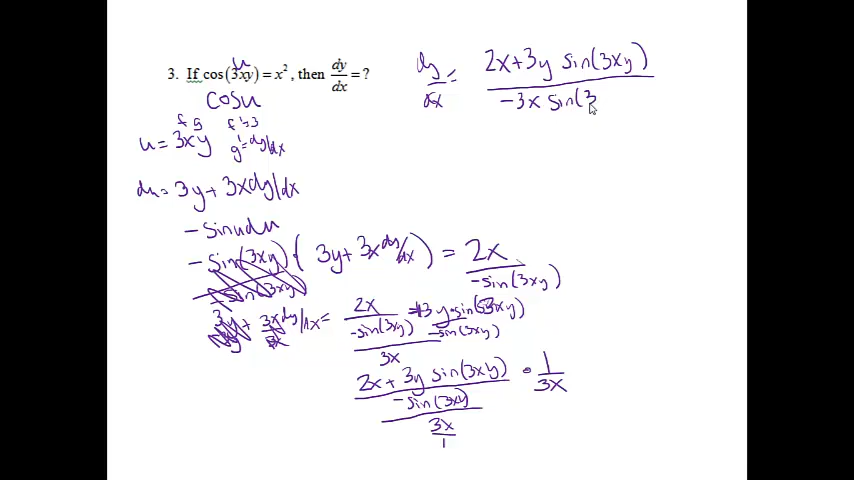 3. If cos(3xy) = x², then dy/dx = ?
u
cos u
f g f'=3
u = 3xy g'=dy/dx
du = 3y + 3x dy/dx
- sin u du
- sin(3xy) ( 3y + 3x dy/dx ) = 2x
- sin(3xy) - sin(3xy)
3y + 3x dy/dx = 2x/-sin(3xy) + 3y·sin(3xy)/-sin(3xy)
3x 3x
2x + 3y sin(3xy) · 1/3x
- sin(3xy)
3x
1
dy/dx = 2x + 3y sin(3xy)
- 3x sin(3